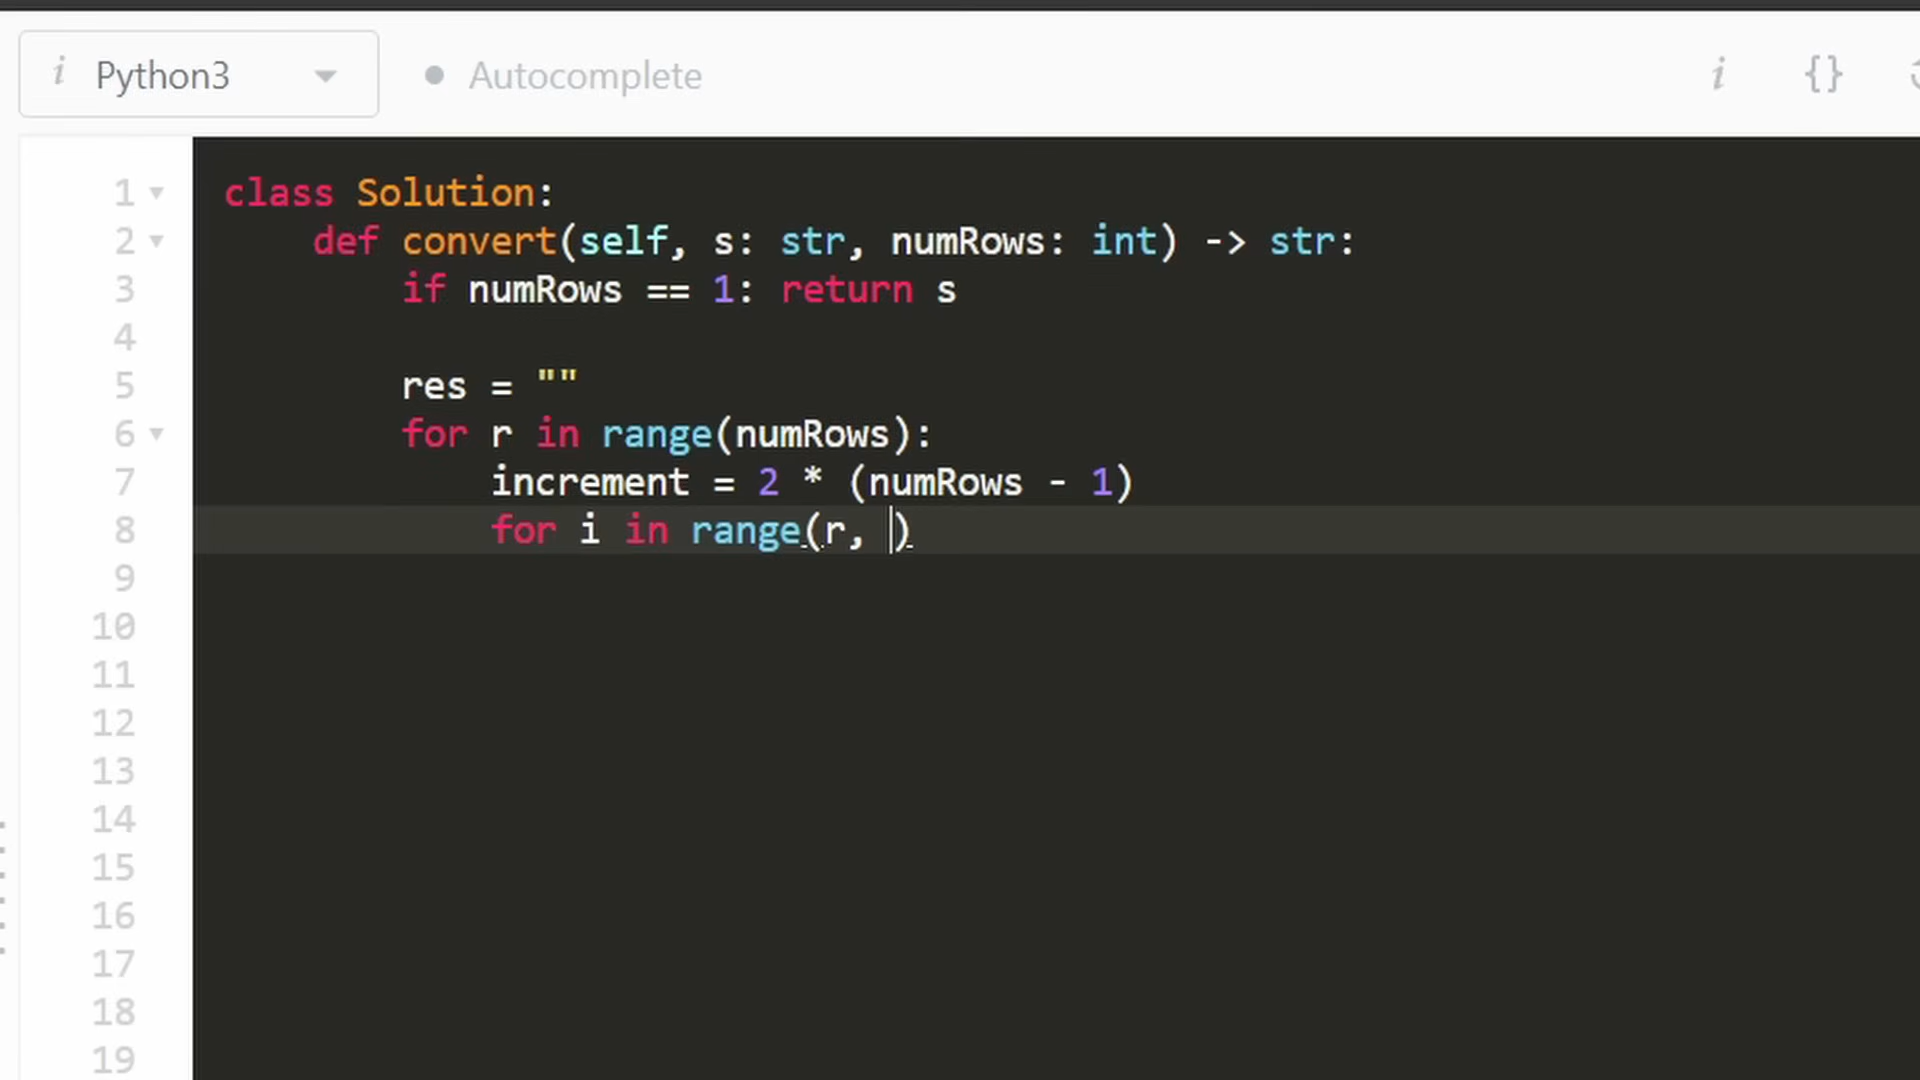 i Python3 Autocomplete i {}
1 class Solution:
2 def convert(self, s: str, numRows: int) -> str:
3 if numRows == 1: return s
4
5 res = ""
6 for r in range(numRows):
7 increment = 2 * (numRows - 1)
8 for i in range(r, )
9
10
11
12
13
14
15
16
17
18
19